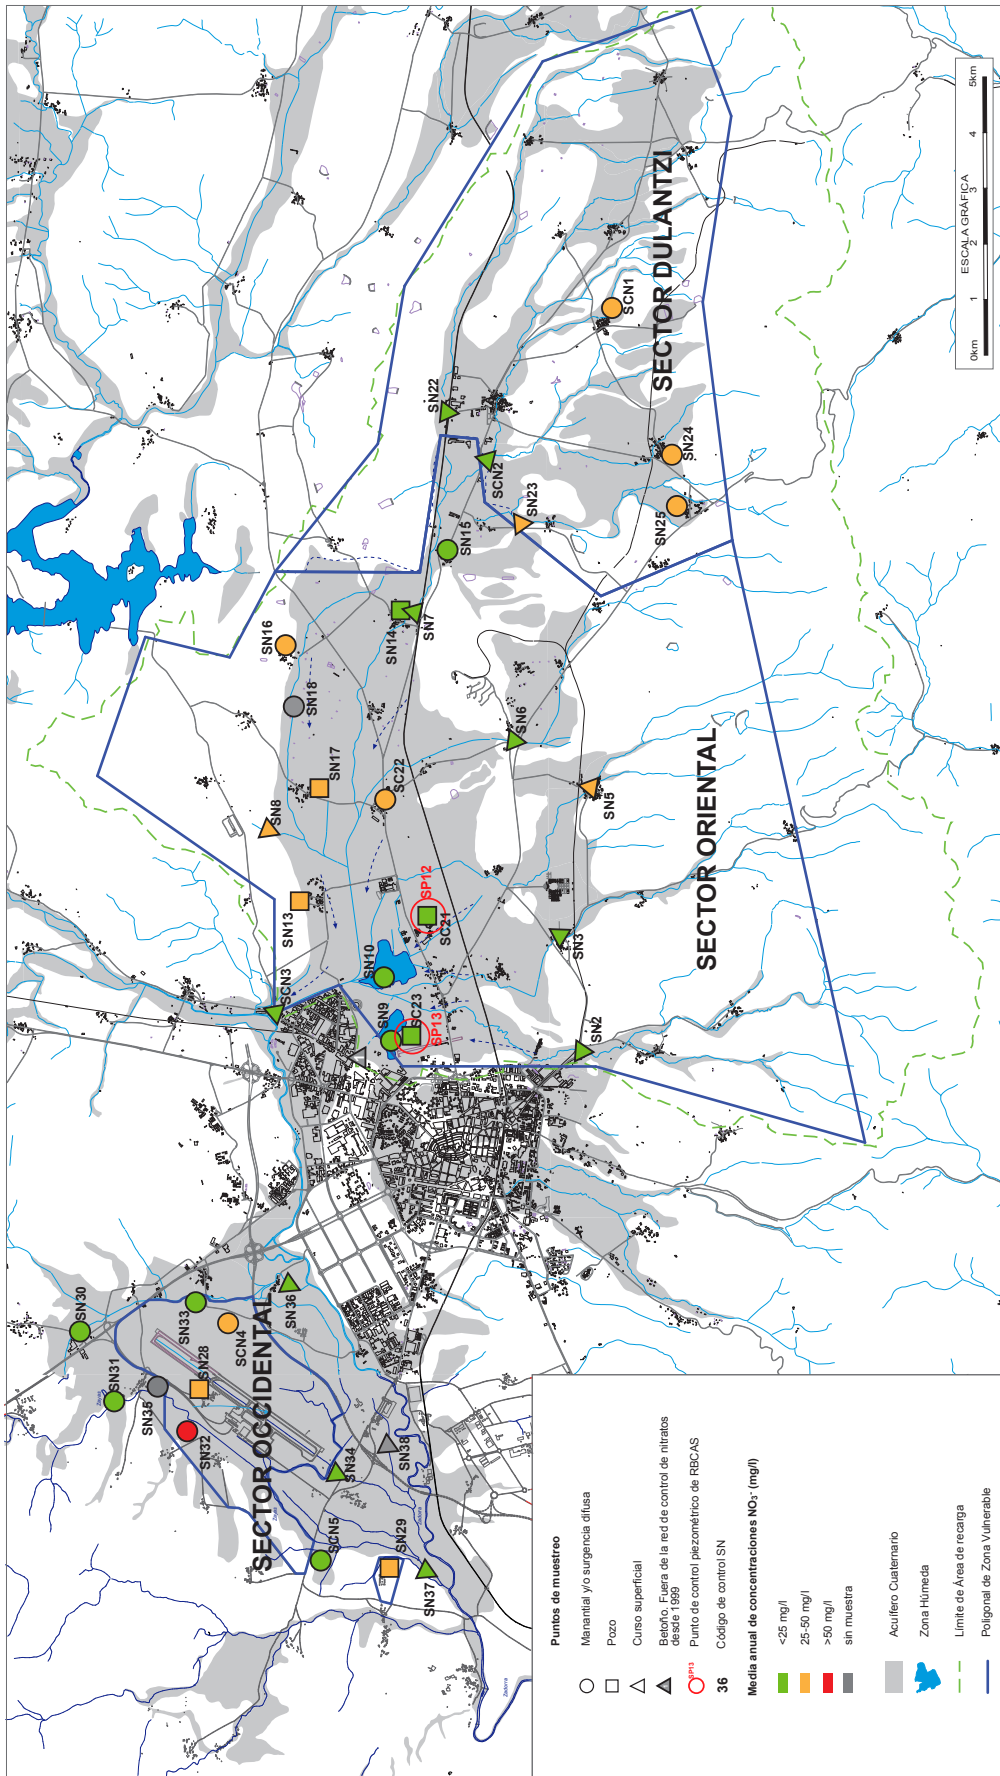 SECTOR OCCIDENTAL
SECTOR ORIENTAL
SECTOR DULANTZI
SN30
SN31
SN33
SCN4
SN28
SN35
SN32
SN36
SN34
SN38
SCN5
SN29
SN37
SCN3
SN13
SN8
SN17
SN18
SN16
SC22
SN10
SN9
SC23
SP13
SC21
SP12
SN14
SN7
SN15
SN22
SCN2
SN23
SN6
SN5
SN3
SN2
SN25
SN24
SCN1
Zadorra
Zadorra
ESCALA GRÁFICA
0km
1
2
3
4
5km
Puntos de muestreo
Manantial y/o surgencia difusa
Pozo
Curso superficial
Betoño. Fuera de la red de control de nitratos
desde 1999
SP13
Punto de control piezométrico de RBCAS
36
Código de control SN
Media anual de concentraciones NO3- (mg/l)
<25 mg/l
25-50 mg/l
>50 mg/l
sin muestra
Acuífero Cuaternario
Zona Húmeda
Límite de Área de recarga
Poligonal de Zona Vulnerable